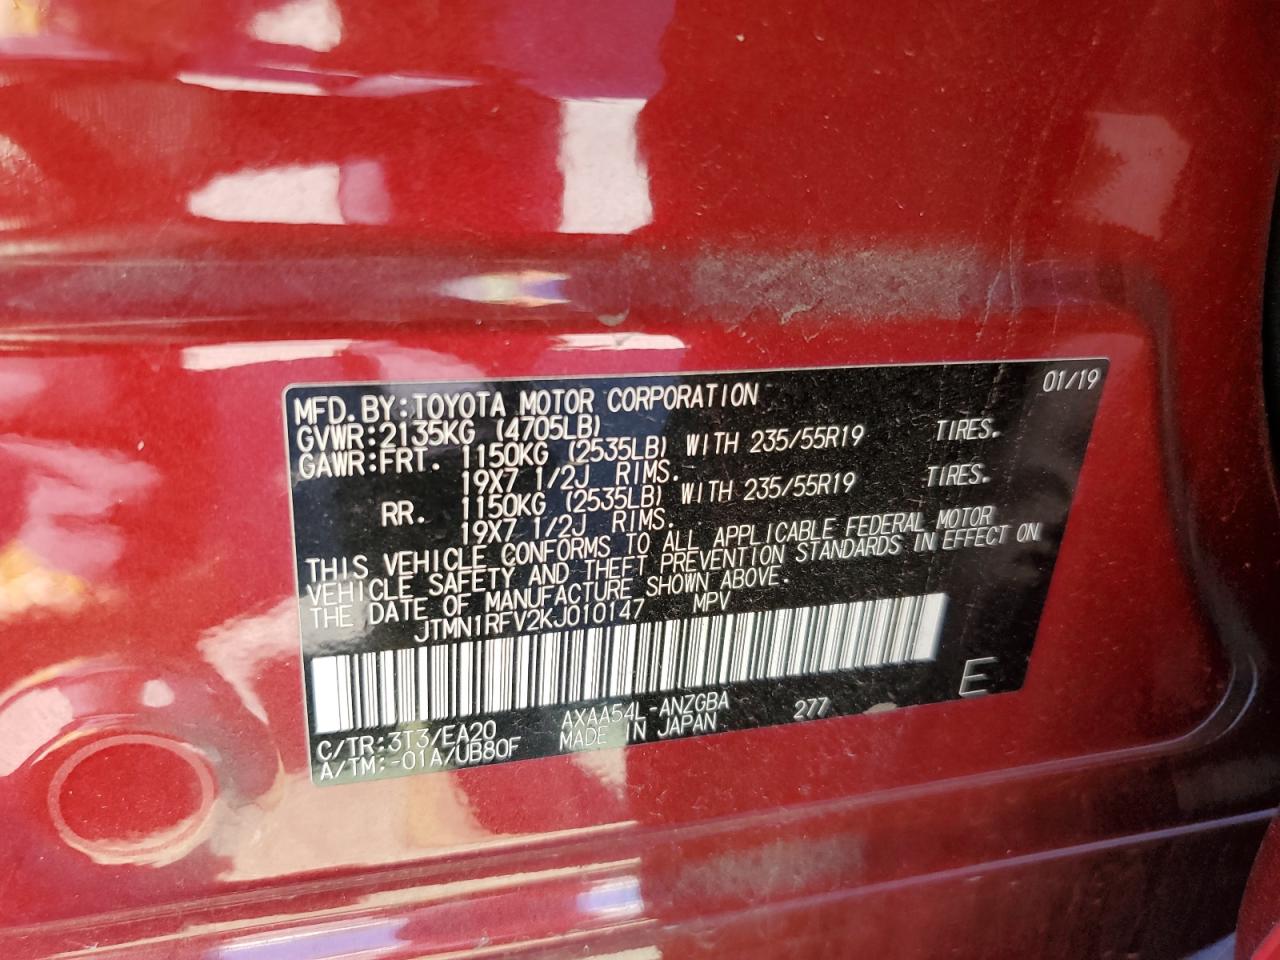 MFD. BY: TOYOTA MOTOR CORPORATION 01/19
GVWR: 2135KG (4705LB)
GAWR: FRT. 1150KG (2535LB) WITH 235/55R19 TIRES.
19X7 1/2J RIMS.
RR. 1150KG (2535LB) WITH 235/55R19 TIRES.
19X7 1/2J RIMS.
THIS VEHICLE CONFORMS TO ALL APPLICABLE FEDERAL MOTOR
VEHICLE SAFETY AND THEFT PREVENTION STANDARDS IN EFFECT ON
THE DATE OF MANUFACTURE SHOWN ABOVE.
JTMN1RFV2KJ010147 MPV
C/TR:3T3/EA20 AXAA54L-ANZGBA 277 E
A/TM:-01A/UB80F MADE IN JAPAN